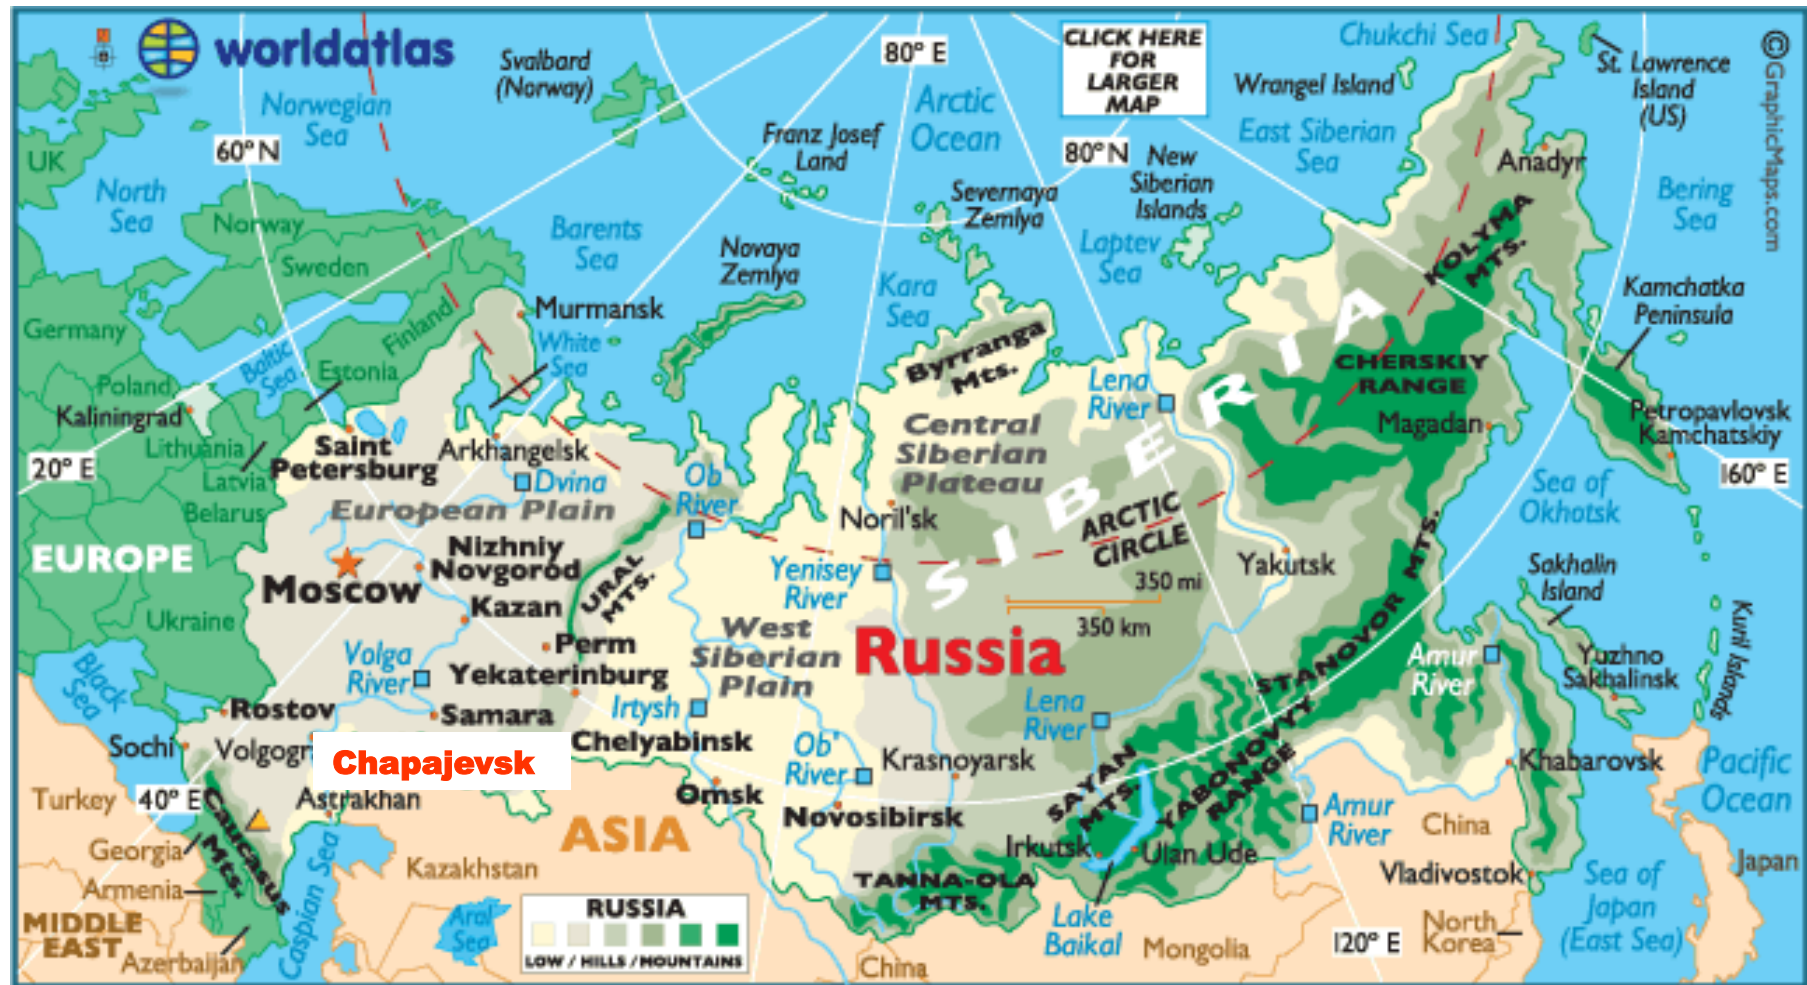 worldatlas
Svalbard
(Norway)
80° E
CLICK HERE
FOR
LARGER
MAP
Chukchi Sea
St. Lawrence
Island
(US)
©GraphicMaps.com
Wrangel Island
Norwegian
Sea
Arctic
Ocean
East Siberian
Sea
Franz Josef
Land
60° N
80° N
New
Siberian
Islands
Anadyr
UK
North
Sea
Severnaya
Zemlya
Bering
Sea
Norway
Barents
Sea
Novaya
Zemlya
Laptev
Sea
KOLYMA
MTS.
Sweden
Kara
Sea
Kamchatka
Peninsula
Murmansk
Germany
Finland
White
Sea
Byrranga
Mts.
SIBERIA
CHERSKIY
RANGE
Baltic
Sea
Estonia
Poland
Kaliningrad
Lena
River
Petropavlovsk
Kamchatskiy
Magadan
Central
Siberian
Plateau
Lithuania
Saint
Petersburg
Arkhangelsk
20° E
160° E
Latvia
Dvina
Ob
River
Sea of
Okhotsk
Belarus
European Plain
Noril'sk
ARCTIC
CIRCLE
EUROPE
Nizhniy
Novgorod
URAL
MTS.
Yenisey
River
Yakutsk
Sakhalin
Island
Moscow
350 mi
350 km
Kazan
Ukraine
West
Siberian
Plain
Russia
Perm
STANOVOY MTS.
Kuril Islands
Volga
River
Yekaterinburg
Amur
River
Yuzhno
Sakhalinsk
Black
Sea
Irtysh
Lena
River
Rostov
Samara
Sochi
Volgogr
Chapajevsk
Chelyabinsk
Ob'
River
Krasnoyarsk
SAYAN
MTS.
YABONOVYY
RANGE
Khabarovsk
Pacific
Ocean
Turkey
40° E
Astrakhan
Omsk
Novosibirsk
Amur
River
China
Caucasus
Mts.
ASIA
Georgia
Kazakhstan
Irkutsk
Ulan Ude
Japan
Vladivostok
Armenia
Caspian Sea
TANNA-OLA
MTS.
Sea of
Japan
(East Sea)
MIDDLE
EAST
Aral
Sea
RUSSIA
LOW / HILLS / MOUNTAINS
Lake
Baikal
Mongolia
120° E
North
Korea
Azerbaijan
China